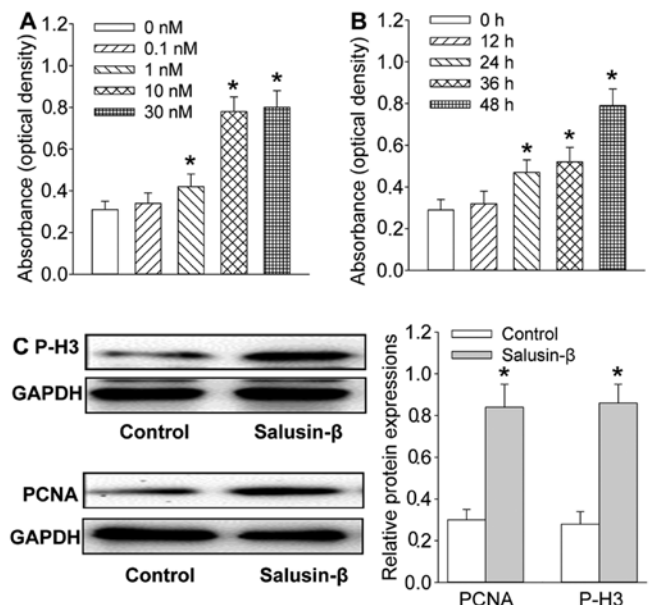 A
Absorbance (optical density)
1.2
1.0
0.8
0.6
0.4
0.2
0.0
0 nM
0.1 nM
1 nM
10 nM
30 nM
*
*
*
B
Absorbance (optical density)
1.2
1.0
0.8
0.6
0.4
0.2
0.0
0 h
12 h
24 h
36 h
48 h
*
*
*
C P-H3
GAPDH
Control Salusin-β
PCNA
GAPDH
Control Salusin-β
Relative protein expressions
1.2
1.0
0.8
0.6
0.4
0.2
0.0
Control
Salusin-β
* *
PCNA P-H3